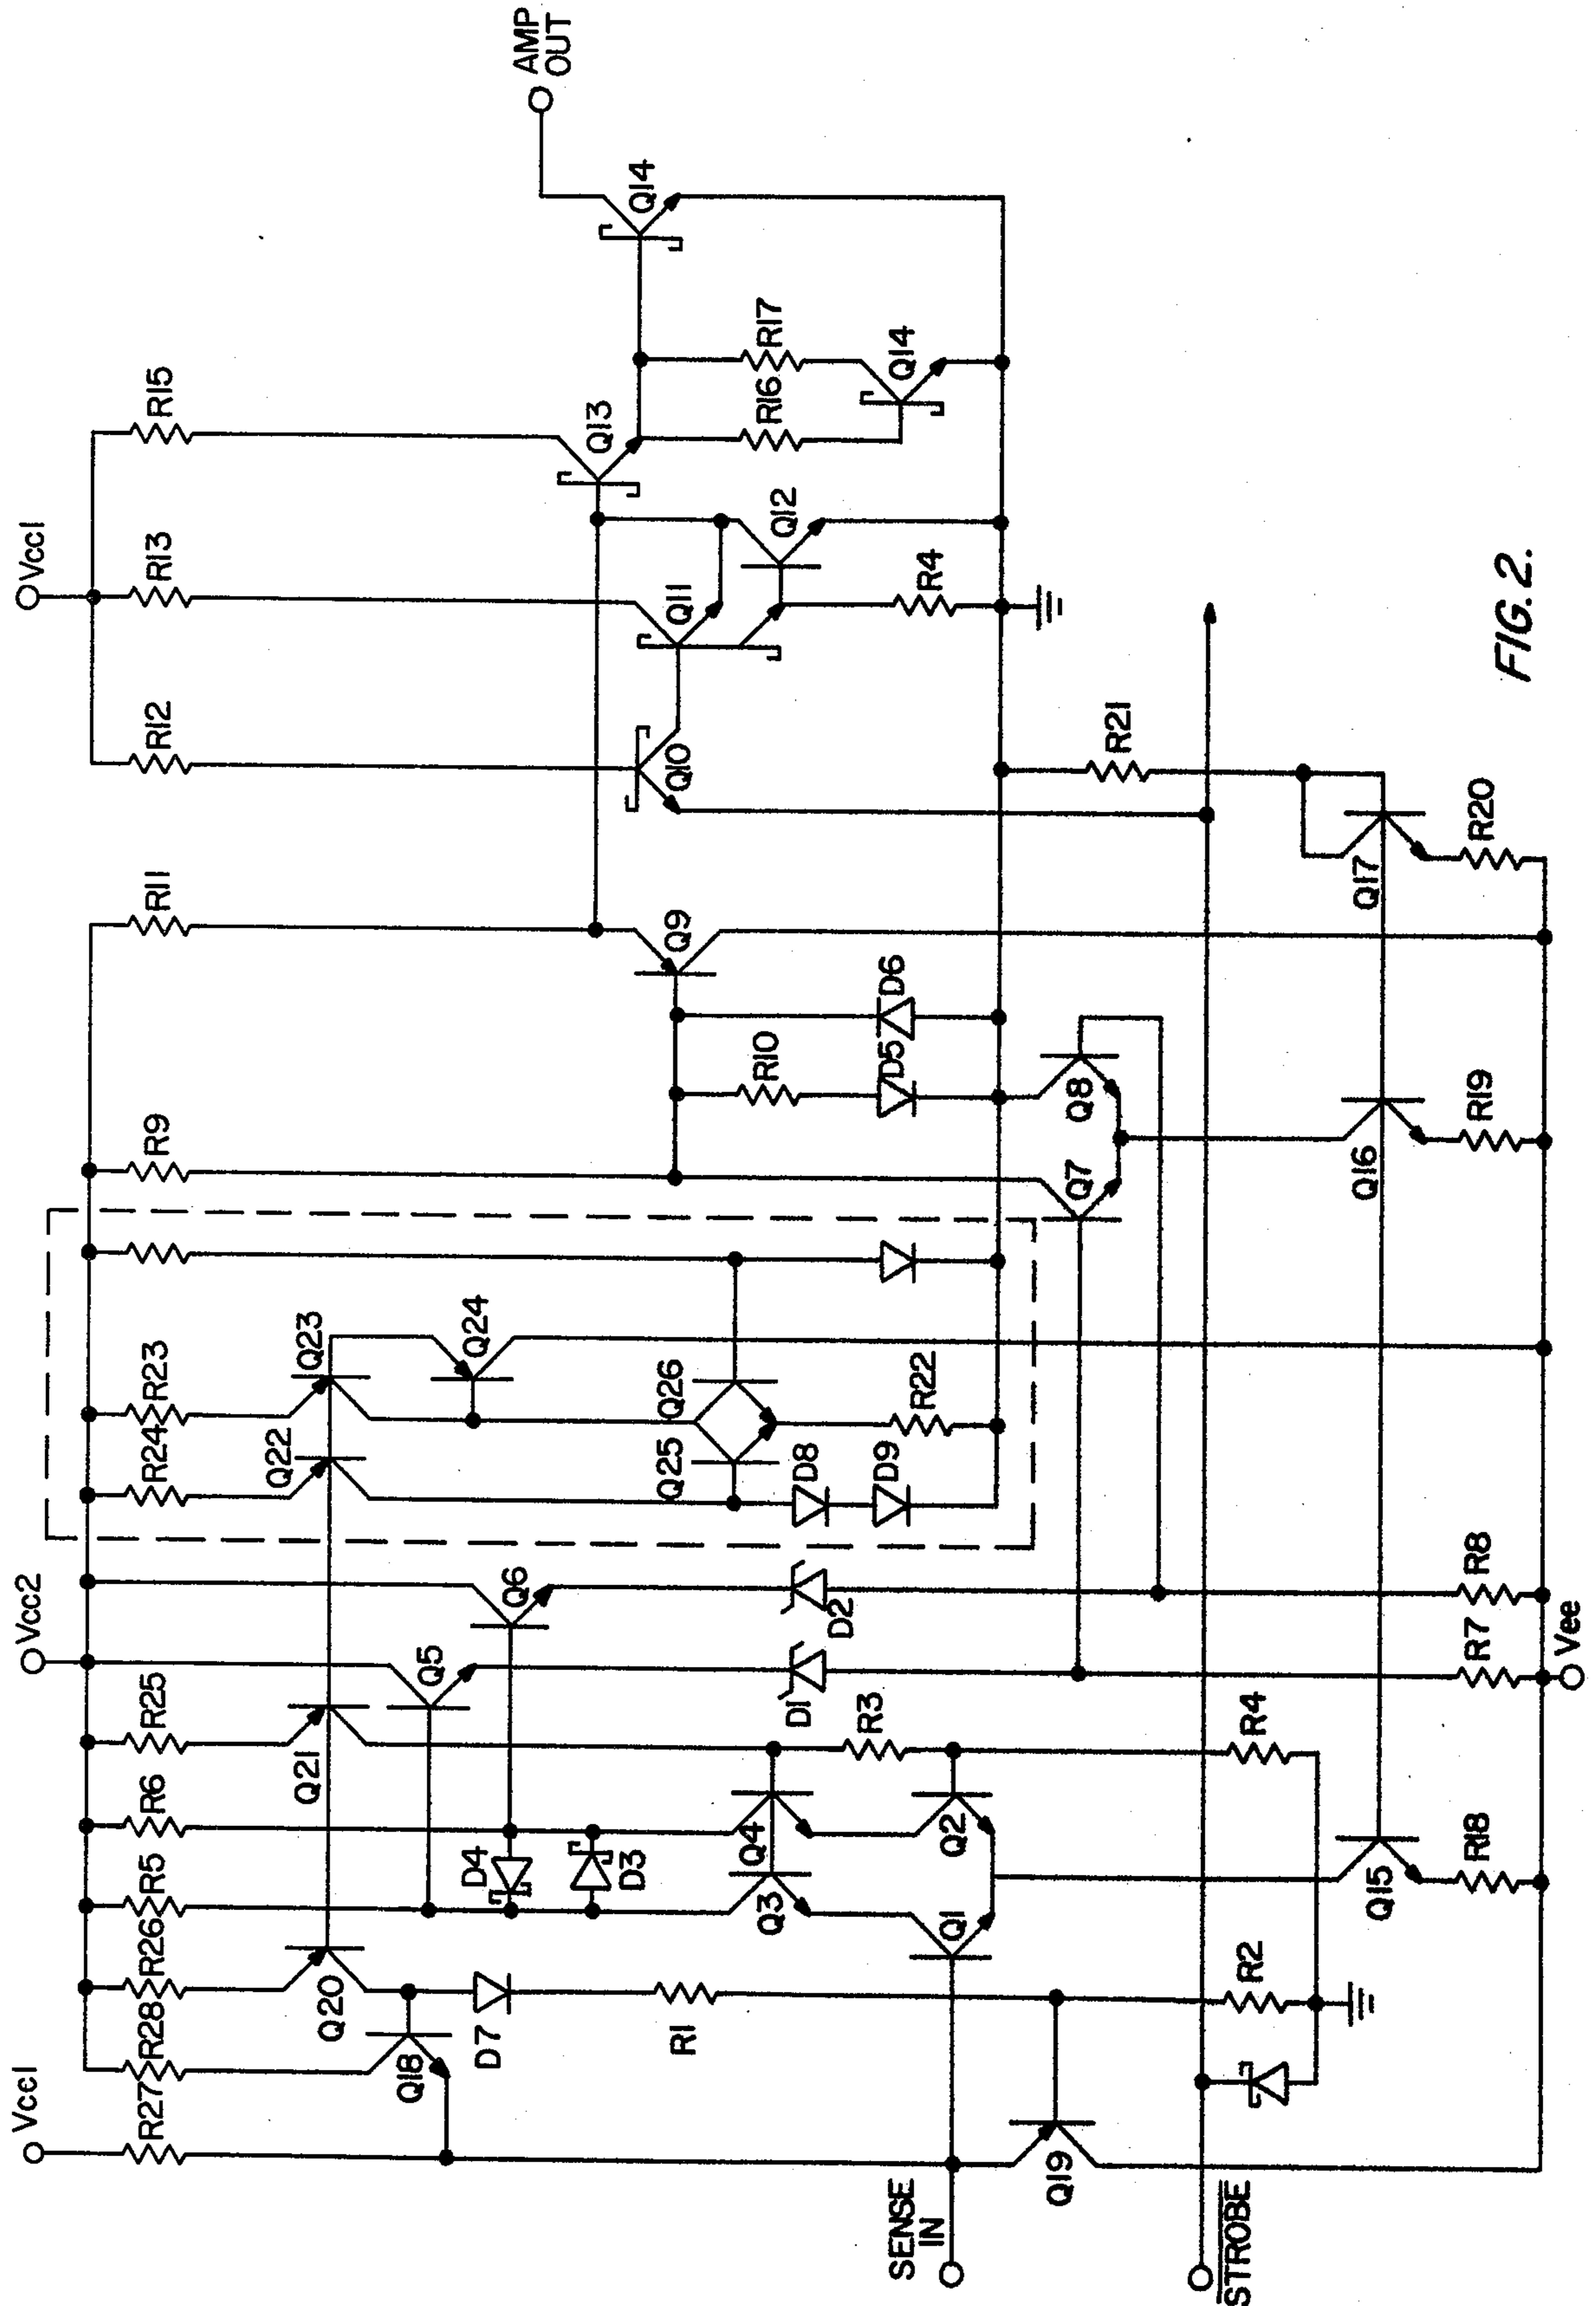 Vcc1
Vcc2
Vcc1
R27
R28
R26
R5
R6
R25
R24
R23
R9
R11
R12
R13
R15
Q20
Q21
Q22
Q23
Q18
Q5
Q24
D7
D4
Q6
AMP
OUT
D3
Q13
Q14
R1
Q25
Q26
Q9
Q10
Q11
Q3
Q4
D1
D2
D8
R10
Q12
R16
R17
R3
D9
D5
D6
R4
Q14
SENSE
IN
Q1
Q2
R22
Q19
Q7
Q8
R21
STROBE
R2
R4
Q15
Q16
Q17
R18
R7
R8
R19
R20
Vee
FIG. 2.